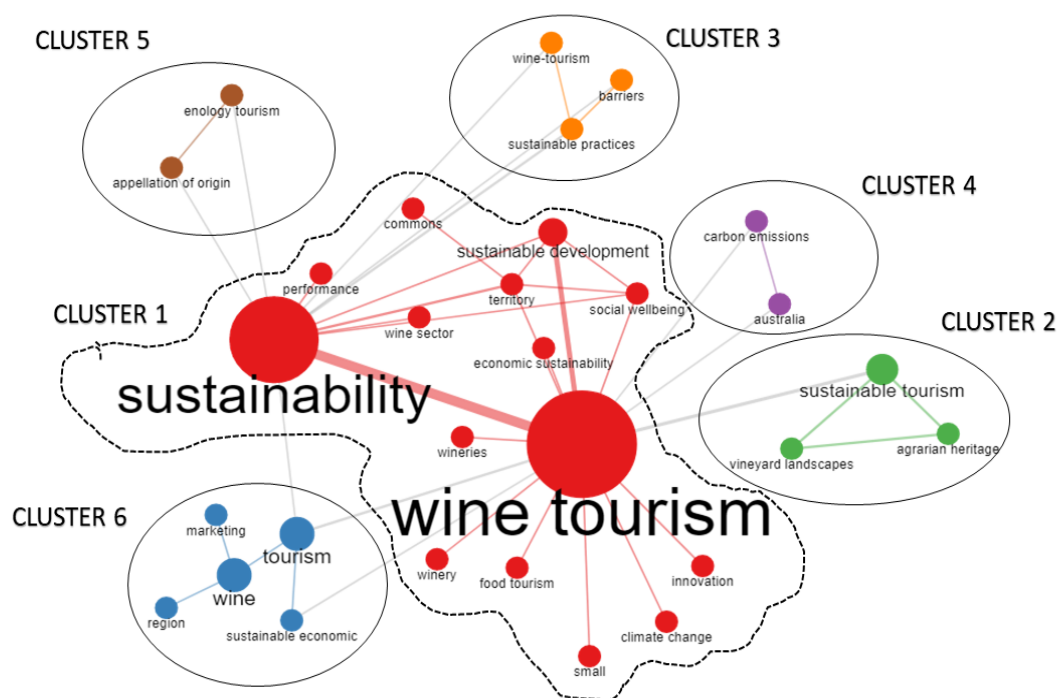 CLUSTER 5
CLUSTER 3
wine-tourism
barriers
enology tourism
sustainable practices
appellation of origin
CLUSTER 4
commons
carbon emissions
sustainable development
performance
territory
social wellbeing
australia
CLUSTER 1
wine sector
CLUSTER 2
economic sustainability
sustainability
sustainable tourism
wineries
vineyard landscapes
agrarian heritage
wine tourism
CLUSTER 6
marketing
tourism
wine
winery
food tourism
innovation
region
sustainable economic
climate change
small